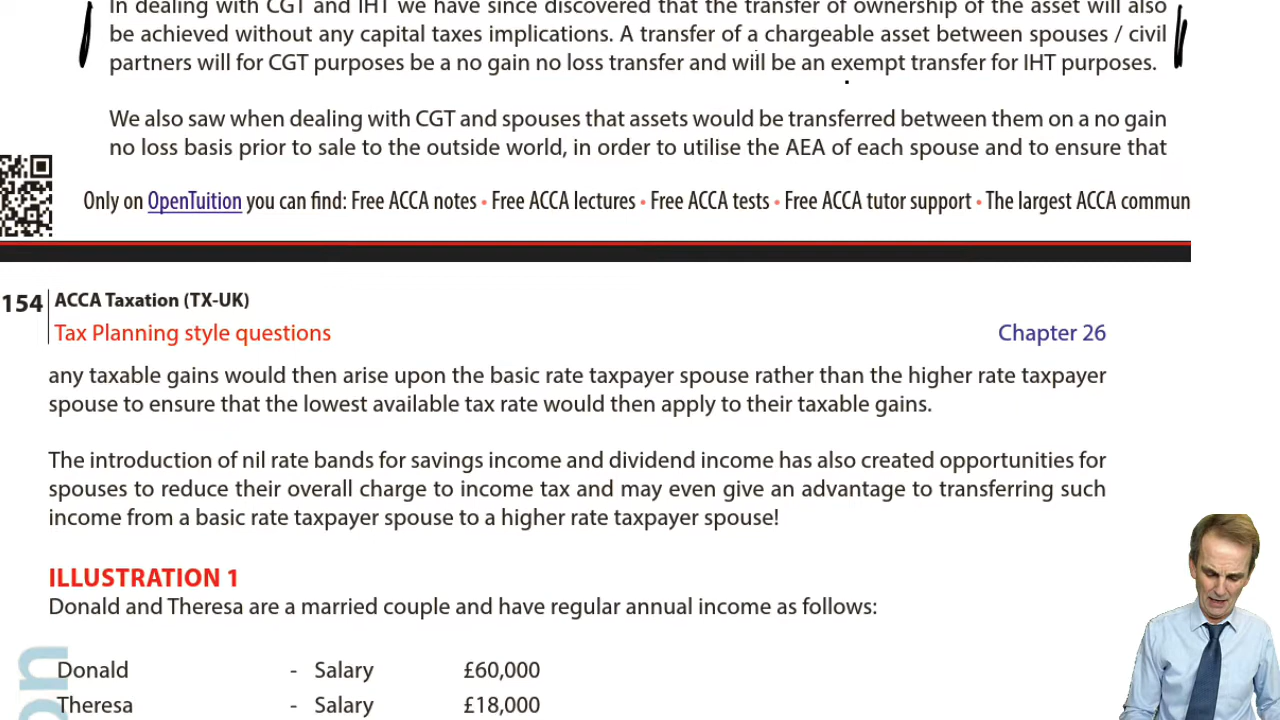 In dealing with CGT and IHT we have since discovered that the transfer of ownership of the asset will also
be achieved without any capital taxes implications. A transfer of a chargeable asset between spouses / civil
partners will for CGT purposes be a no gain no loss transfer and will be an exempt transfer for IHT purposes.
We also saw when dealing with CGT and spouses that assets would be transferred between them on a no gain
no loss basis prior to sale to the outside world, in order to utilise the AEA of each spouse and to ensure that
Only on OpenTuition you can find: Free ACCA notes • Free ACCA lectures • Free ACCA tests • Free ACCA tutor support • The largest ACCA commun
154 ACCA Taxation (TX-UK)
Tax Planning style questions Chapter 26
any taxable gains would then arise upon the basic rate taxpayer spouse rather than the higher rate taxpayer
spouse to ensure that the lowest available tax rate would then apply to their taxable gains.
The introduction of nil rate bands for savings income and dividend income has also created opportunities for
spouses to reduce their overall charge to income tax and may even give an advantage to transferring such
income from a basic rate taxpayer spouse to a higher rate taxpayer spouse!
ILLUSTRATION 1
Donald and Theresa are a married couple and have regular annual income as follows:
Donald - Salary £60,000
Theresa - Salary £18,000
on